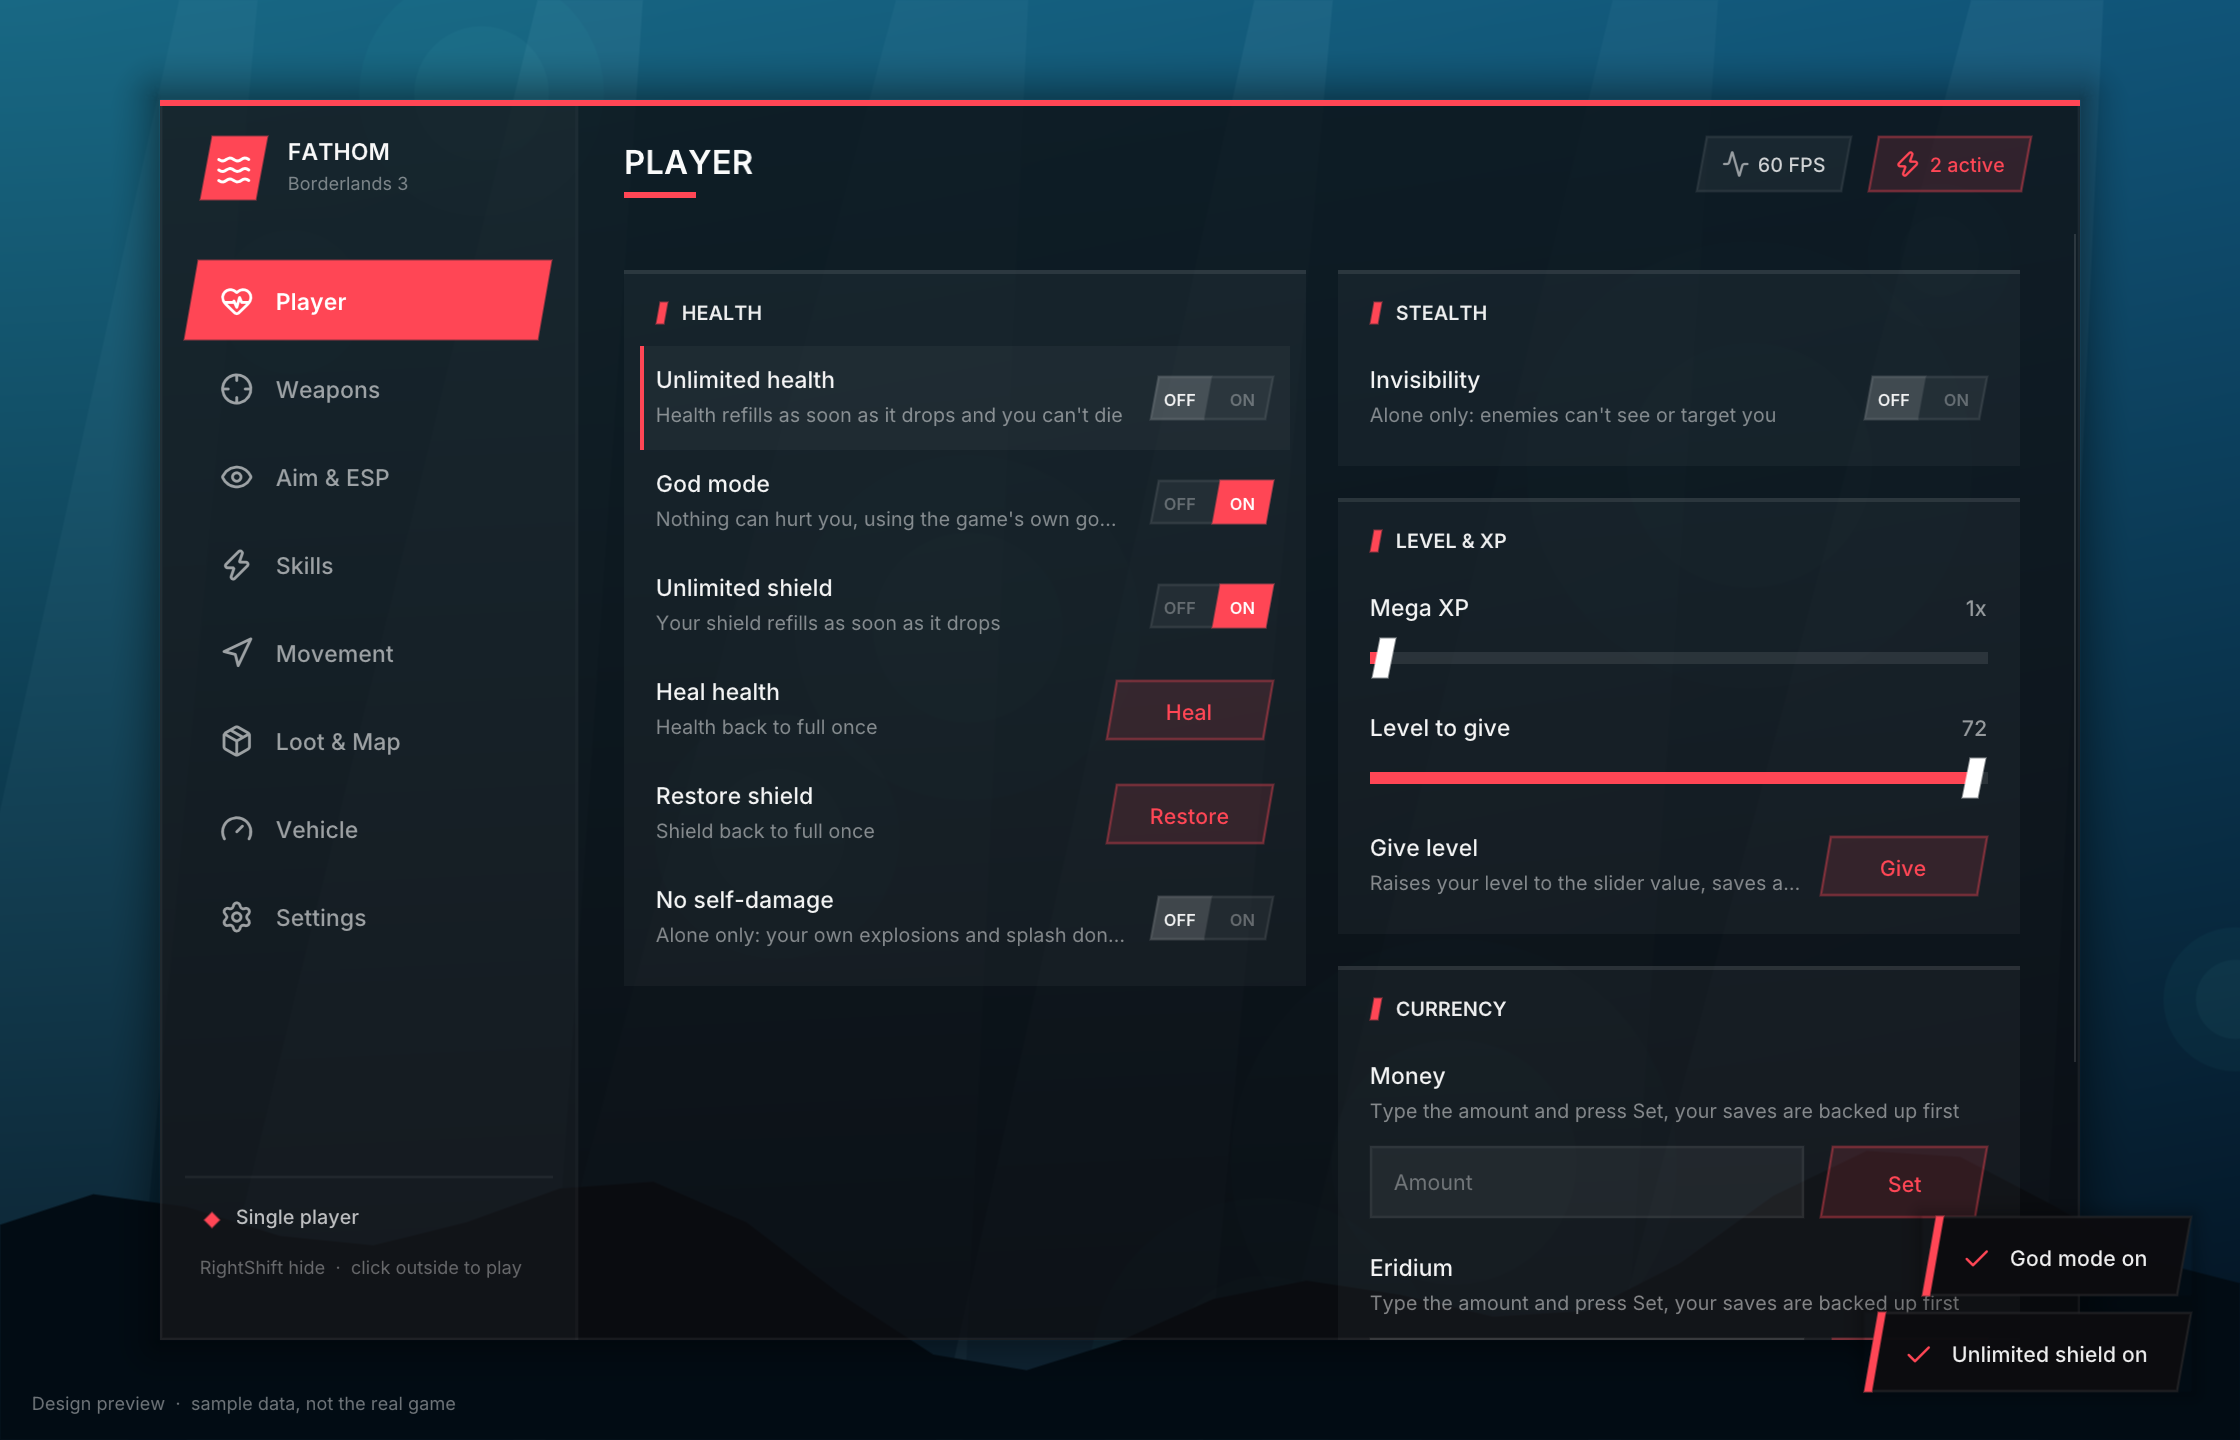 FATHOM
Borderlands 3
Player
Weapons
Aim & ESP
Skills
Movement
Loot & Map
Vehicle
Settings
Single player
RightShift hide · click outside to play
PLAYER
60 FPS
2 active
HEALTH
Unlimited health
Health refills as soon as it drops and you can't die
OFF ON
God mode
Nothing can hurt you, using the game's own go...
OFF ON
Unlimited shield
Your shield refills as soon as it drops
OFF ON
Heal health
Health back to full once
Heal
Restore shield
Shield back to full once
Restore
No self-damage
Alone only: your own explosions and splash don...
OFF ON
STEALTH
Invisibility
Alone only: enemies can't see or target you
OFF ON
LEVEL & XP
Mega XP 1x
Level to give 72
Give level
Raises your level to the slider value, saves a...
Give
CURRENCY
Money
Type the amount and press Set, your saves are backed up first
Amount
Set
Eridium
Type the amount and press Set, your saves are backed up first
God mode on
Unlimited shield on
Design preview · sample data, not the real game